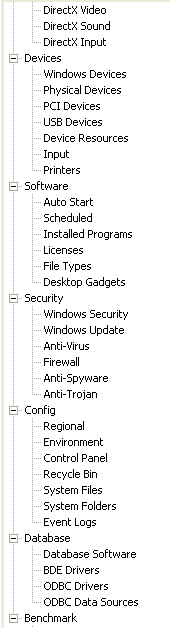 DirectX Video
DirectX Sound
DirectX Input
Devices
Windows Devices
Physical Devices
PCI Devices
USB Devices
Device Resources
Input
Printers
Software
Auto Start
Scheduled
Installed Programs
Licenses
File Types
Desktop Gadgets
Security
Windows Security
Windows Update
Anti-Virus
Firewall
Anti-Spyware
Anti-Trojan
Config
Regional
Environment
Control Panel
Recycle Bin
System Files
System Folders
Event Logs
Database
Database Software
BDE Drivers
ODBC Drivers
ODBC Data Sources
Benchmark